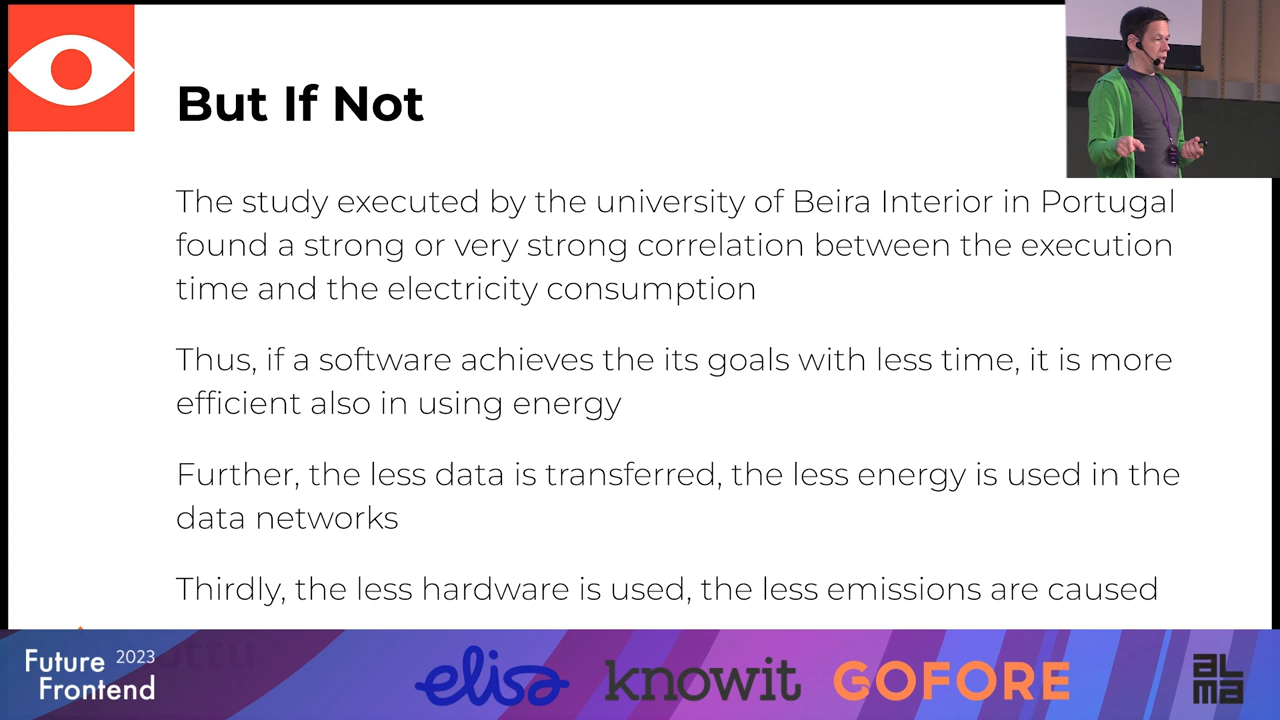 But If Not
The study executed by the university of Beira Interior in Portugal
found a strong or very strong correlation between the execution
time and the electricity consumption
Thus, if a software achieves the its goals with less time, it is more
efficient also in using energy
Further, the less data is transferred, the less energy is used in the
data networks
Thirdly, the less hardware is used, the less emissions are caused
Future 2023
Frontend
elisa
knowit
GOFORE
aL
ma